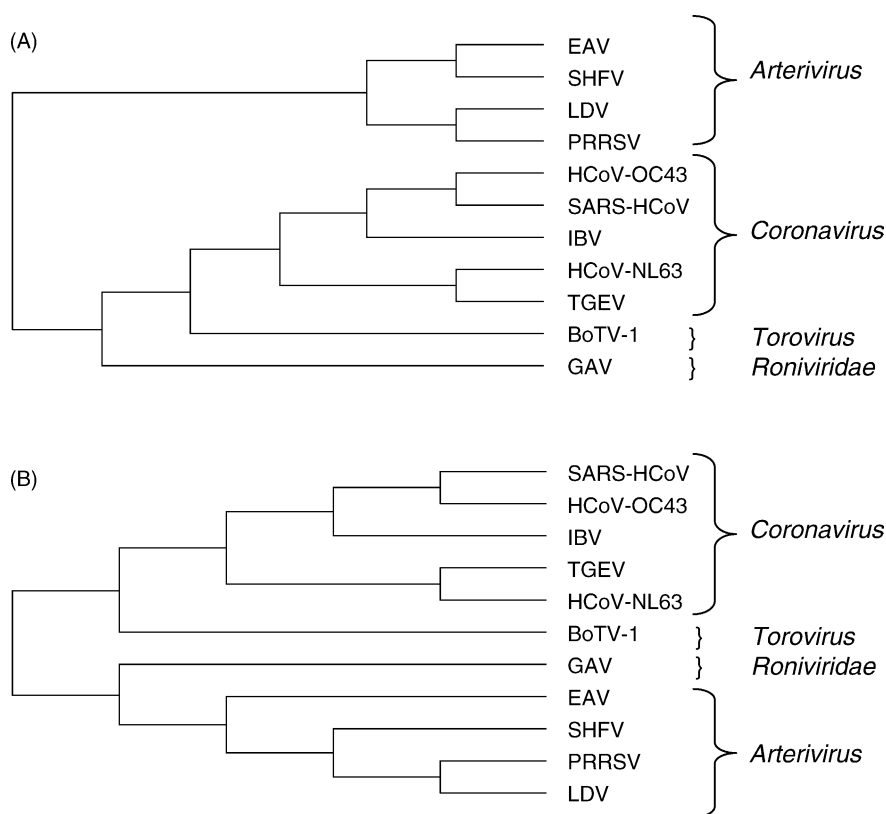 (A)
EAV
SHFV
LDV
PRRSV
Arterivirus
HCoV-OC43
SARS-HCoV
IBV
HCoV-NL63
TGEV
Coronavirus
BoTV-1 } Torovirus
GAV } Roniviridae
(B)
SARS-HCoV
HCoV-OC43
IBV
TGEV
HCoV-NL63
Coronavirus
BoTV-1 } Torovirus
GAV } Roniviridae
EAV
SHFV
PRRSV
LDV
Arterivirus